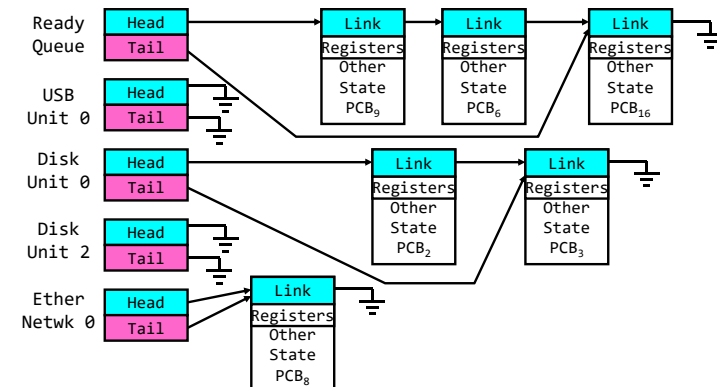 Ready
Queue
Head
Tail
Link
Registers
Other
State
PCB₉
Link
Registers
Other
State
PCB₆
Link
Registers
Other
State
PCB₁₆
USB
Unit 0
Head
Tail
Disk
Unit 0
Head
Tail
Link
Registers
Other
State
PCB₂
Link
Registers
Other
State
PCB₃
Disk
Unit 2
Head
Tail
Ether
Netwk 0
Head
Tail
Link
Registers
Other
State
PCB₈